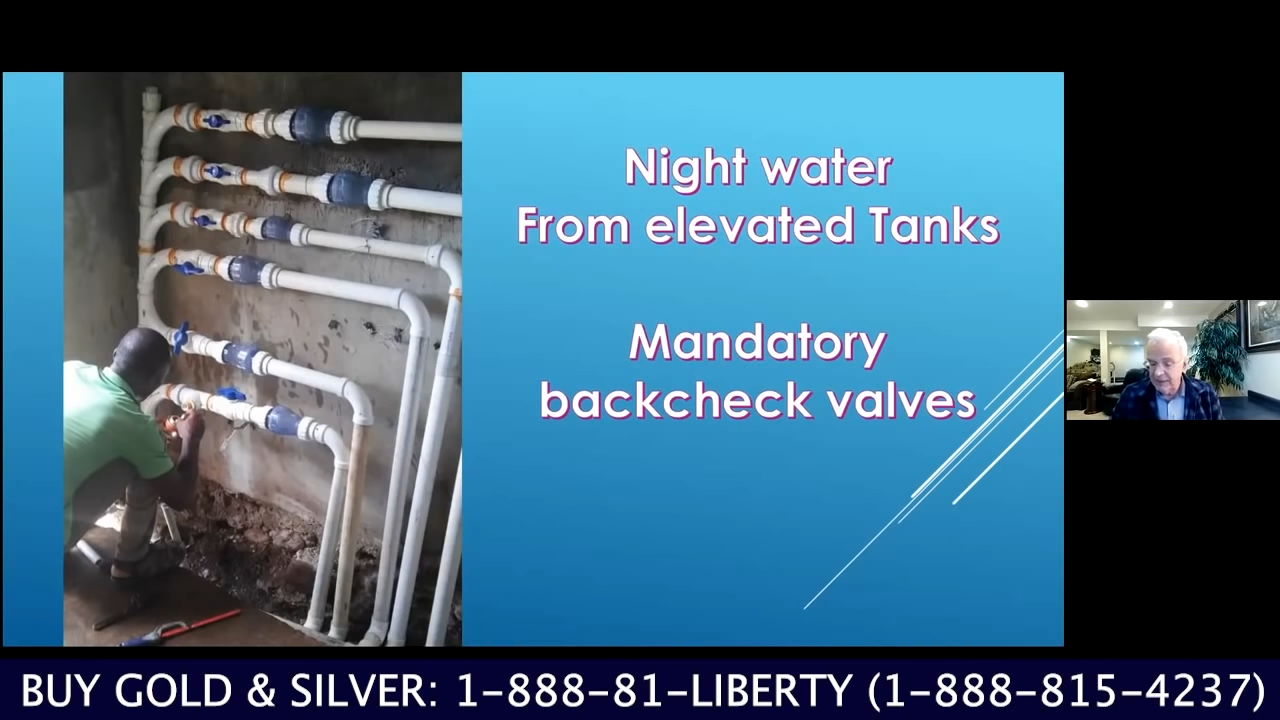 Night water
From elevated Tanks
Mandatory
backcheck valves
BUY GOLD & SILVER: 1-888-81-LIBERTY (1-888-815-4237)